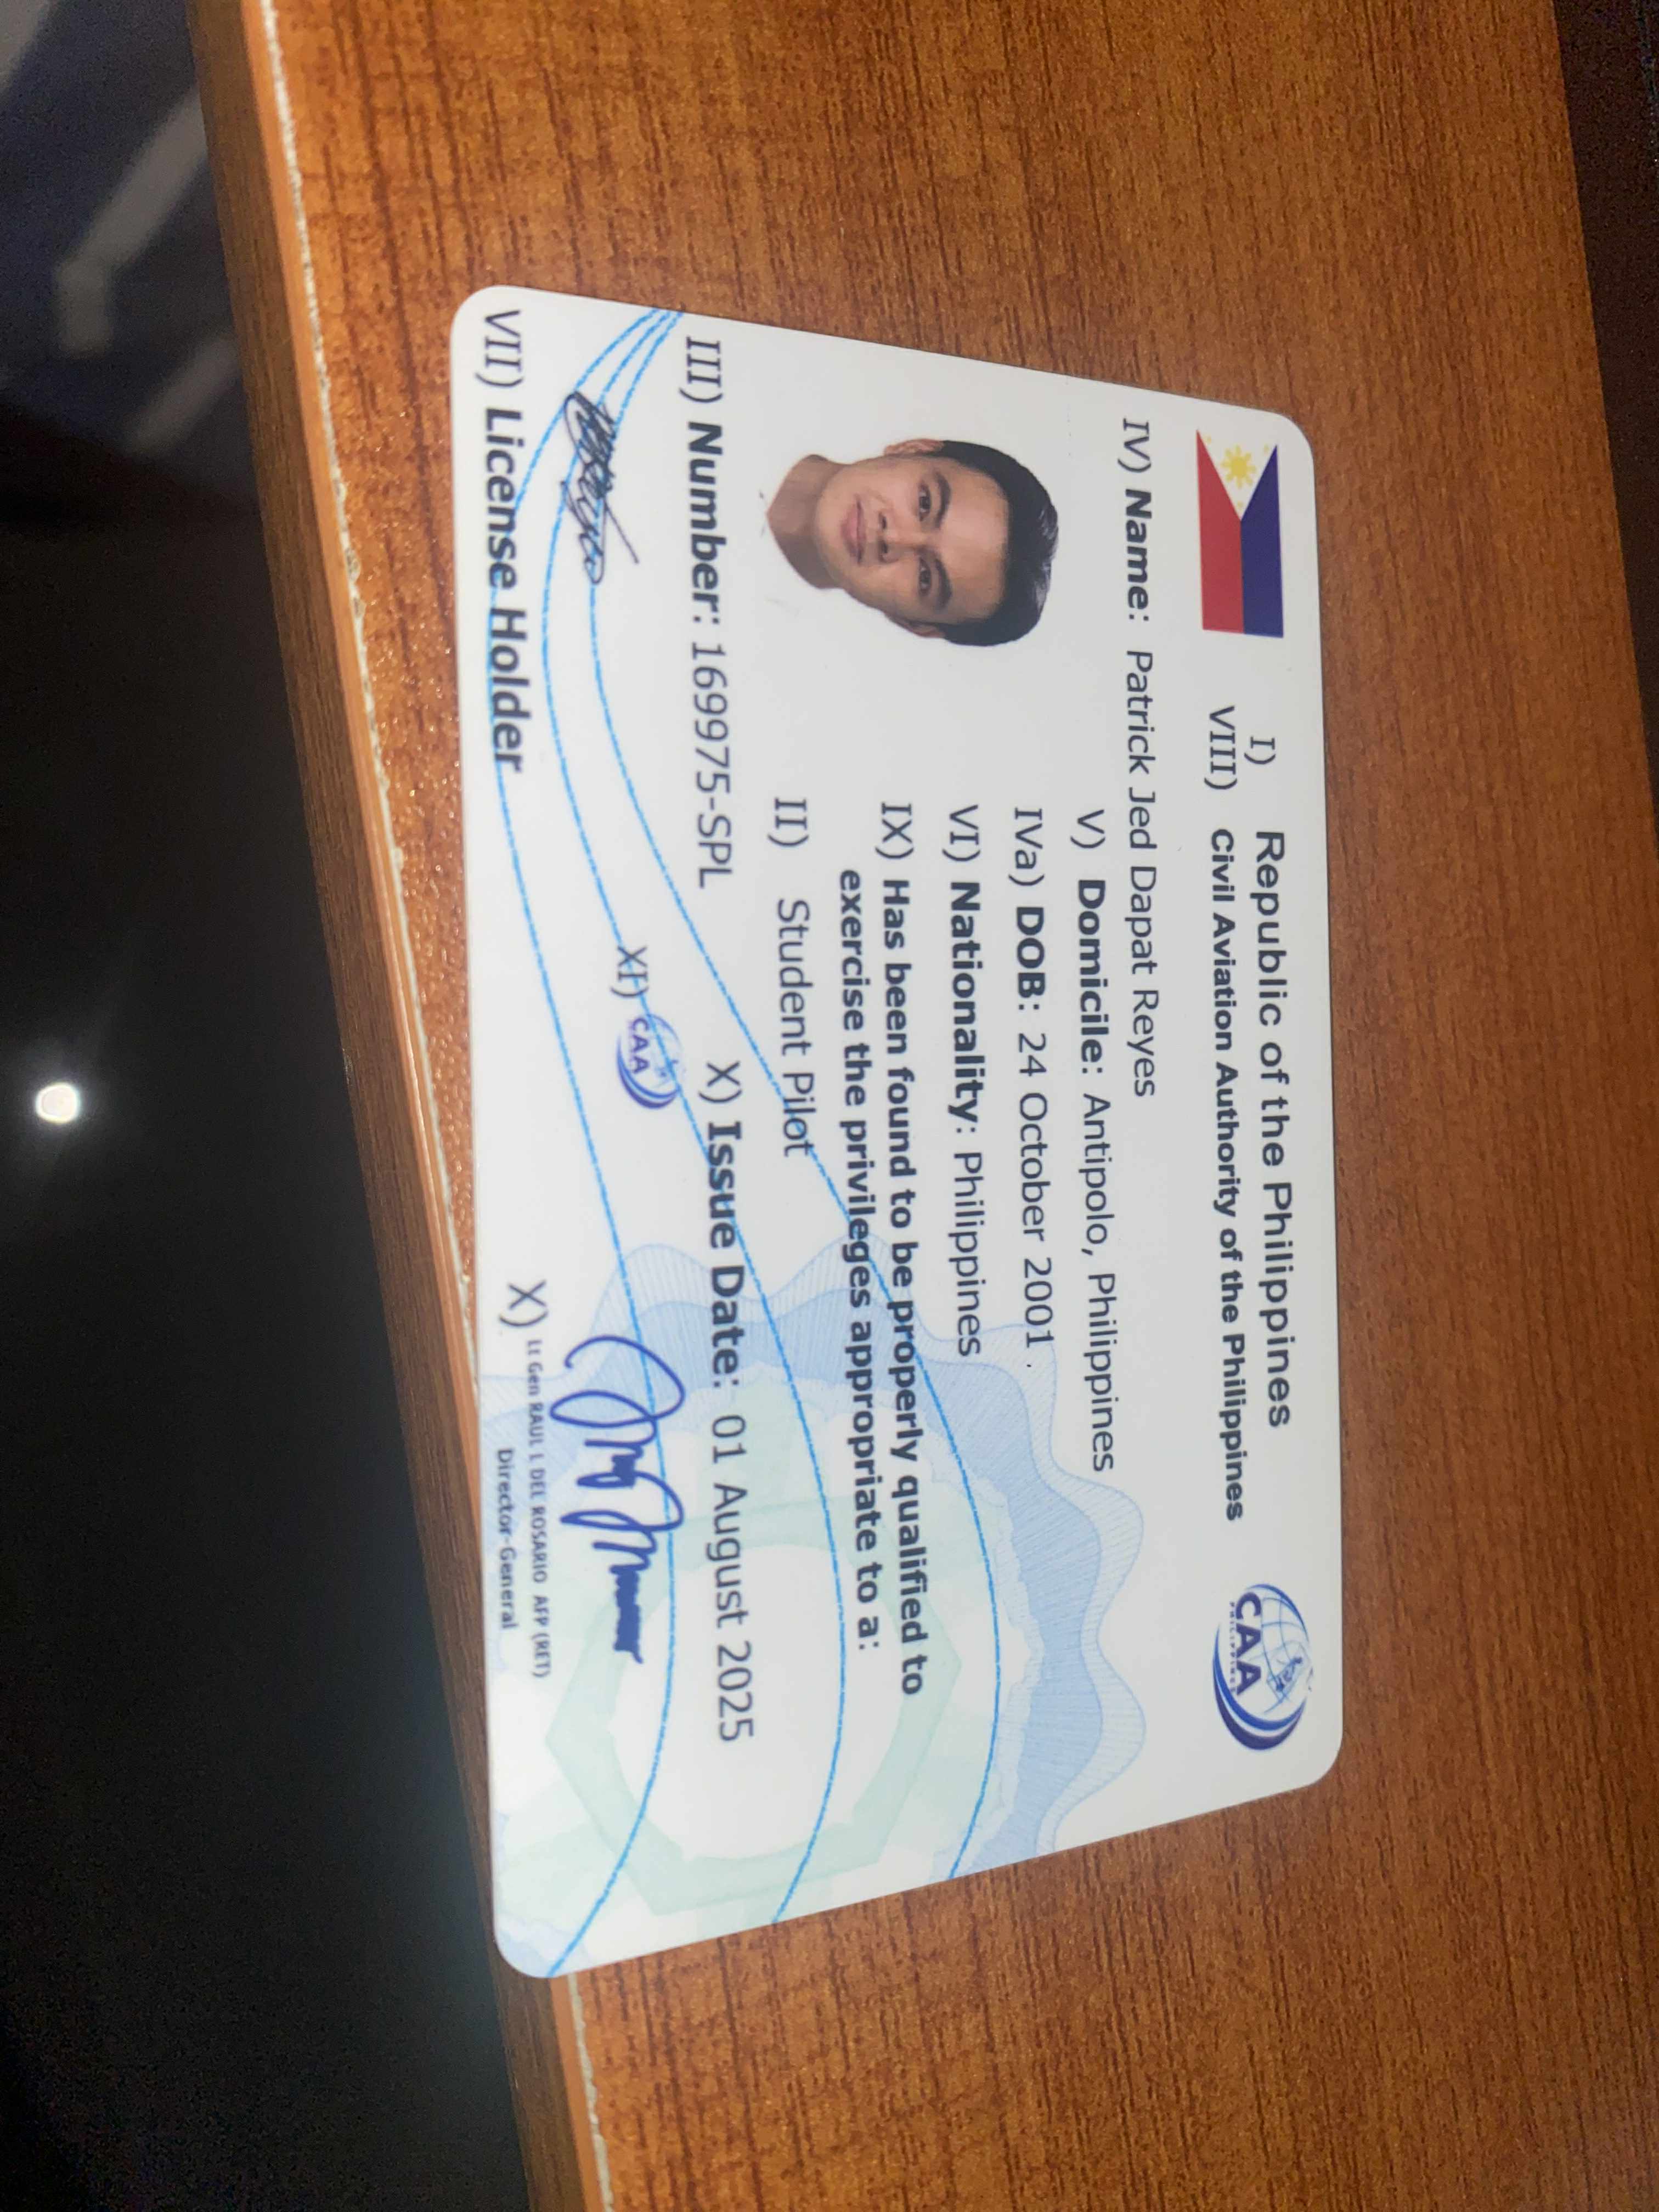 I) Republic of the Philippines
VIII) Civil Aviation Authority of the Philippines
CAA
PHILIPPINES
IV) Name: Patrick Jed Dapat Reyes
V) Domicile: Antipolo, Philippines
IVa) DOB: 24 October 2001
VI) Nationality: Philippines
IX) Has been found to be properly qualified to
exercise the privileges appropriate to a:
II) Student Pilot
III) Number: 169975-SPL
X) Issue Date: 01 August 2025
XI) CAA
VII) License Holder
X) Lt Gen RAUL L DEL ROSARIO AFP (RET)
Director-General